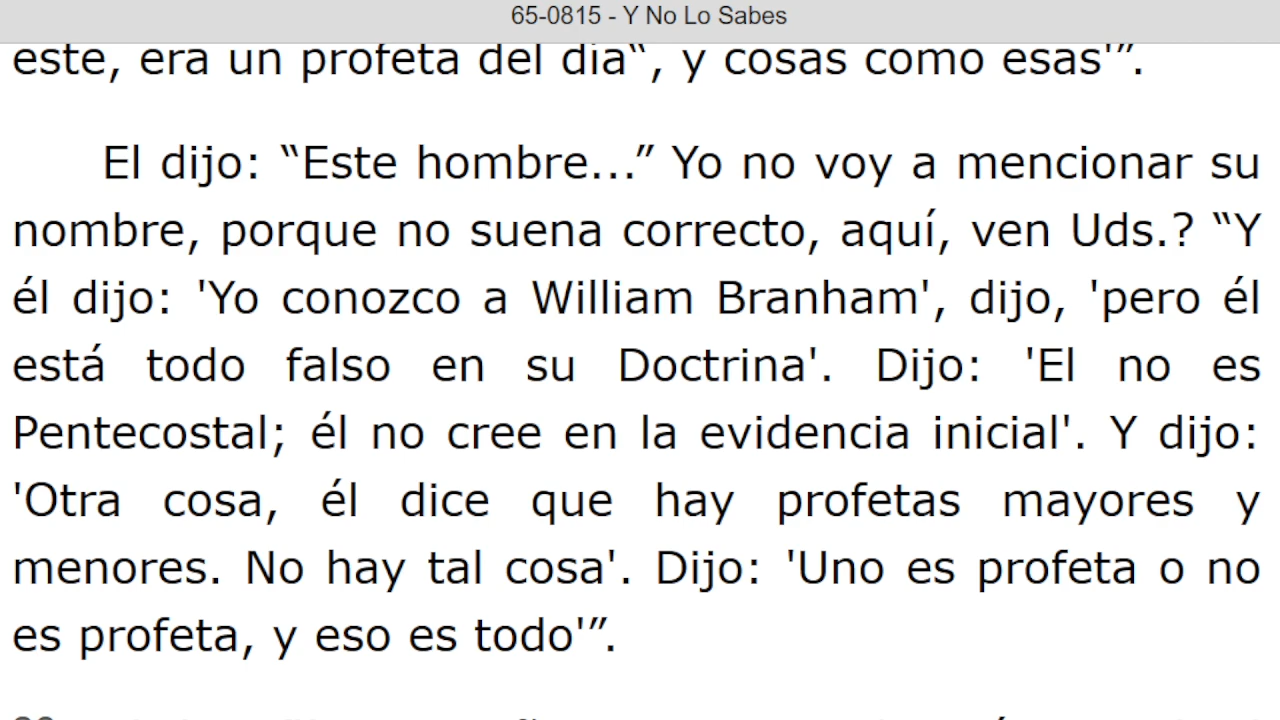 65-0815 - Y No Lo Sabes
este, era un profeta del día“, y cosas como esas'”.
El dijo: “Este hombre...” Yo no voy a mencionar su
nombre, porque no suena correcto, aquí, ven Uds.? “Y
él dijo: 'Yo conozco a William Branham', dijo, 'pero él
está todo falso en su Doctrina'. Dijo: 'El no es
Pentecostal; él no cree en la evidencia inicial'. Y dijo:
'Otra cosa, él dice que hay profetas mayores y
menores. No hay tal cosa'. Dijo: 'Uno es profeta o no
es profeta, y eso es todo'”.